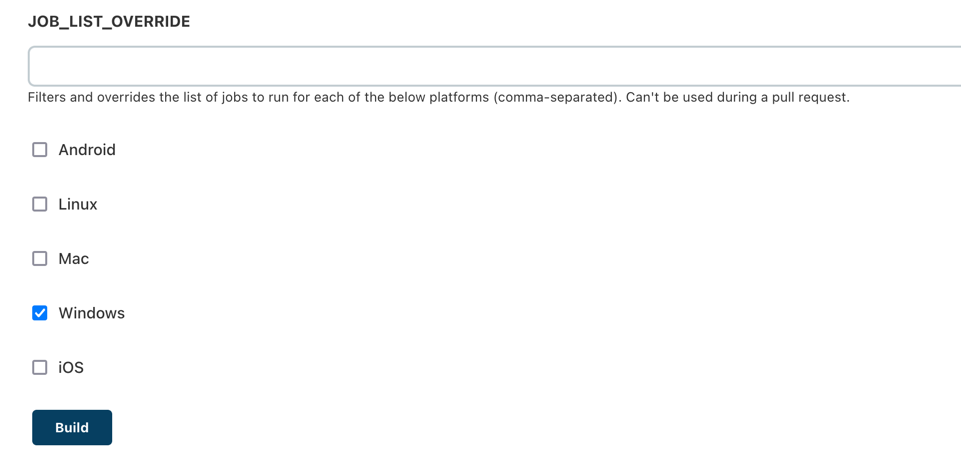 JOB_LIST_OVERRIDE
Filters and overrides the list of jobs to run for each of the below platforms (comma-separated). Can't be used during a pull request.
Android
Linux
Mac
Windows
iOS
Build